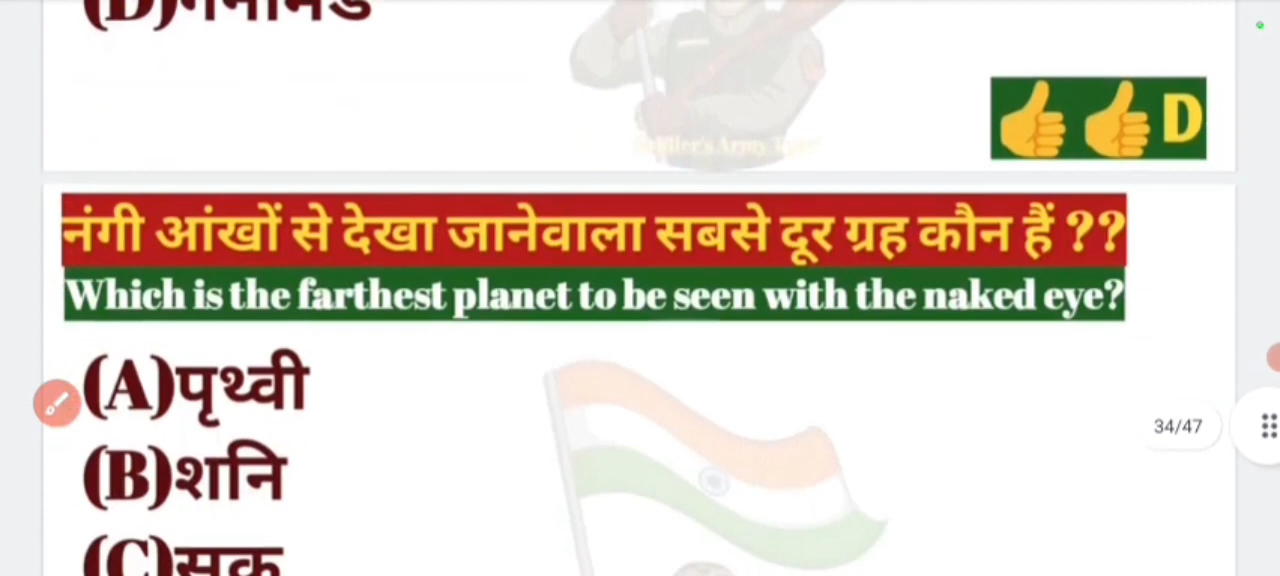 👍👍D
नंगी आंखों से देखा जानेवाला सबसे दूर ग्रह कौन हैं ??
Which is the farthest planet to be seen with the naked eye?
(A)पृथ्वी
(B)शनि
34/47
(C)